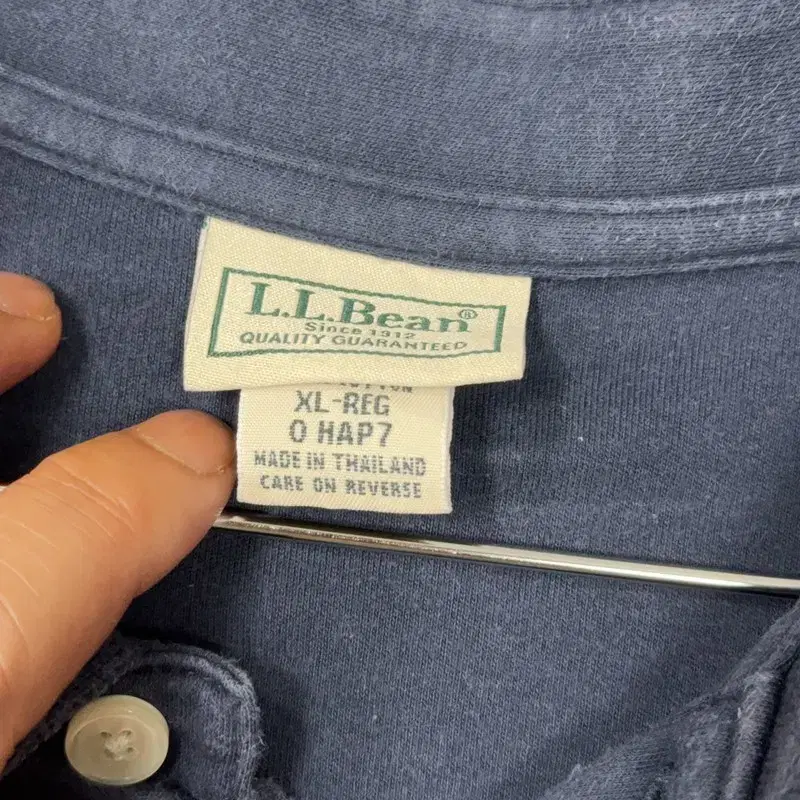 L.L.Bean®
Since 1912
QUALITY GUARANTEED
XL-REG
0 HAP7
MADE IN THAILAND
CARE ON REVERSE